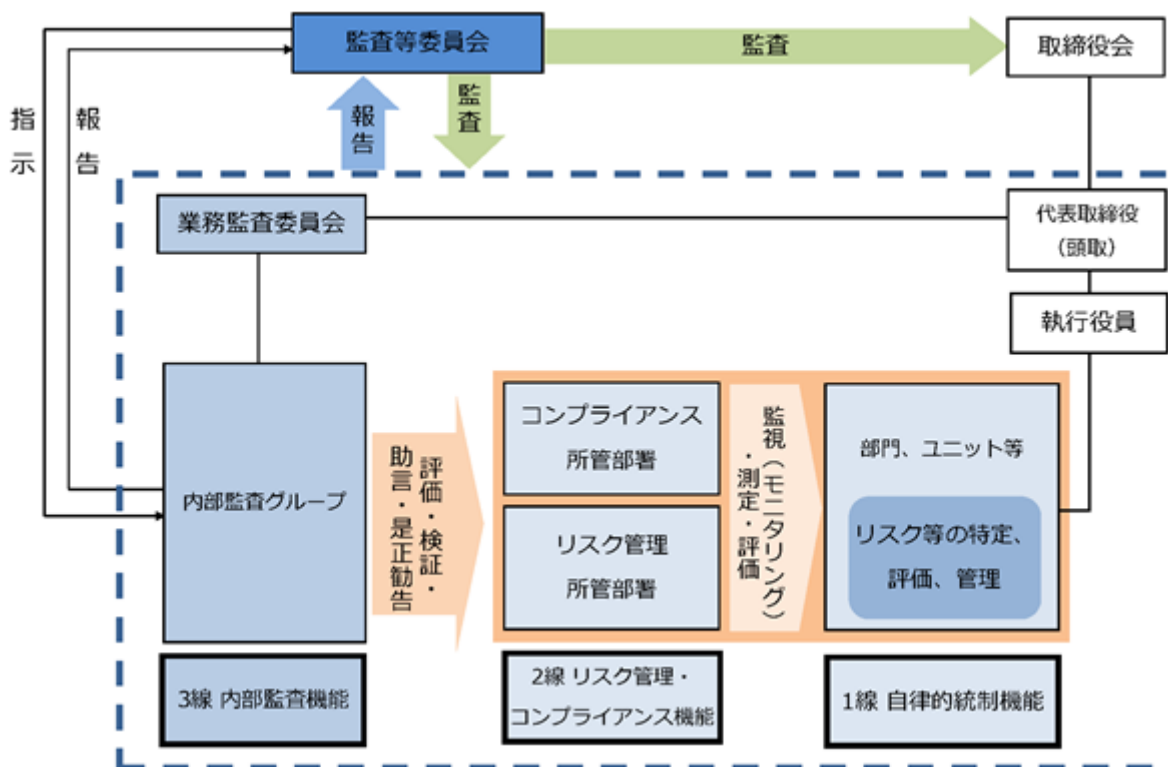 監査等委員会
監査
取締役会
指示
報告
報告
監査
業務監査委員会
代表取締役
（頭取）
執行役員
内部監査グループ
評価・検証・
助言・是正勧告
コンプライアンス
所管部署
リスク管理
所管部署
監視（モニタリング）
・測定・評価
部門、ユニット等
リスク等の特定、
評価、管理
3線 内部監査機能
2線 リスク管理・
コンプライアンス機能
1線 自律的統制機能